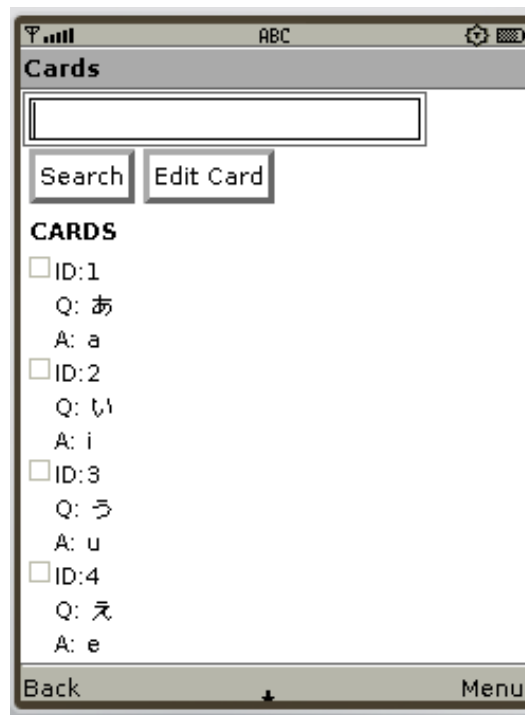 ABC
Cards
Search Edit Card
CARDS
ID:1
Q: あ
A: a
ID:2
Q: い
A: i
ID:3
Q: う
A: u
ID:4
Q: え
A: e
Back Menu